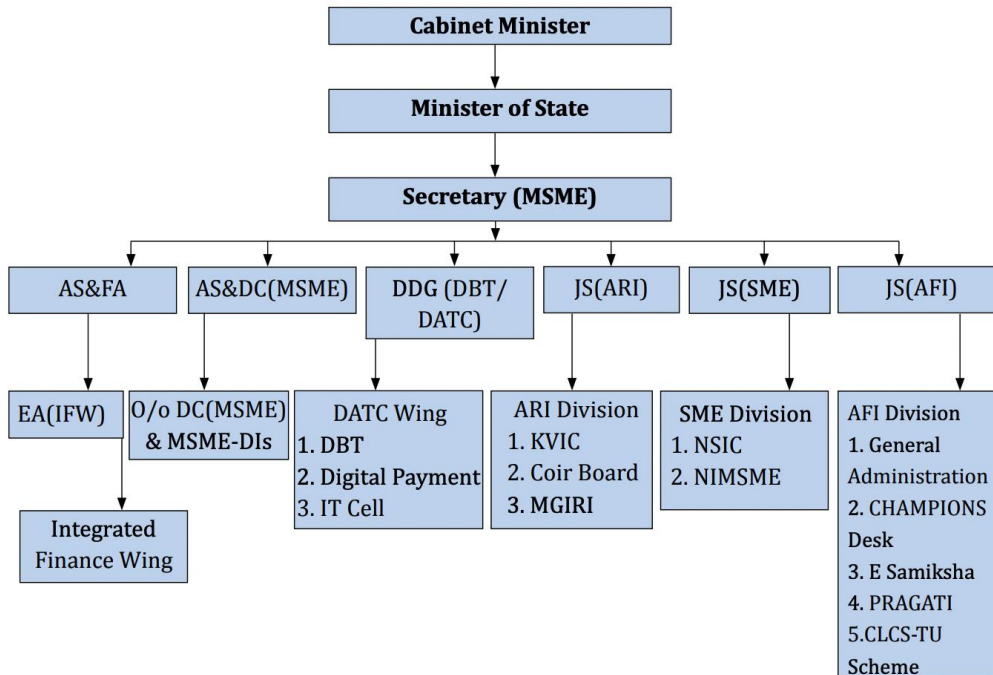 Cabinet Minister
Minister of State
Secretary (MSME)
AS&FA
AS&DC(MSME)
DDG (DBT/
DATC)
JS(ARI)
JS(SME)
JS(AFI)
EA(IFW)
O/o DC(MSME)
& MSME-DIs
DATC Wing
1. DBT
2. Digital Payment
3. IT Cell
ARI Division
1. KVIC
2. Coir Board
3. MGIRI
SME Division
1. NSIC
2. NIMSME
AFI Division
1. General
Administration
2. CHAMPIONS
Desk
3. E Samiksha
4. PRAGATI
5.CLCS-TU
Scheme
Integrated
Finance Wing